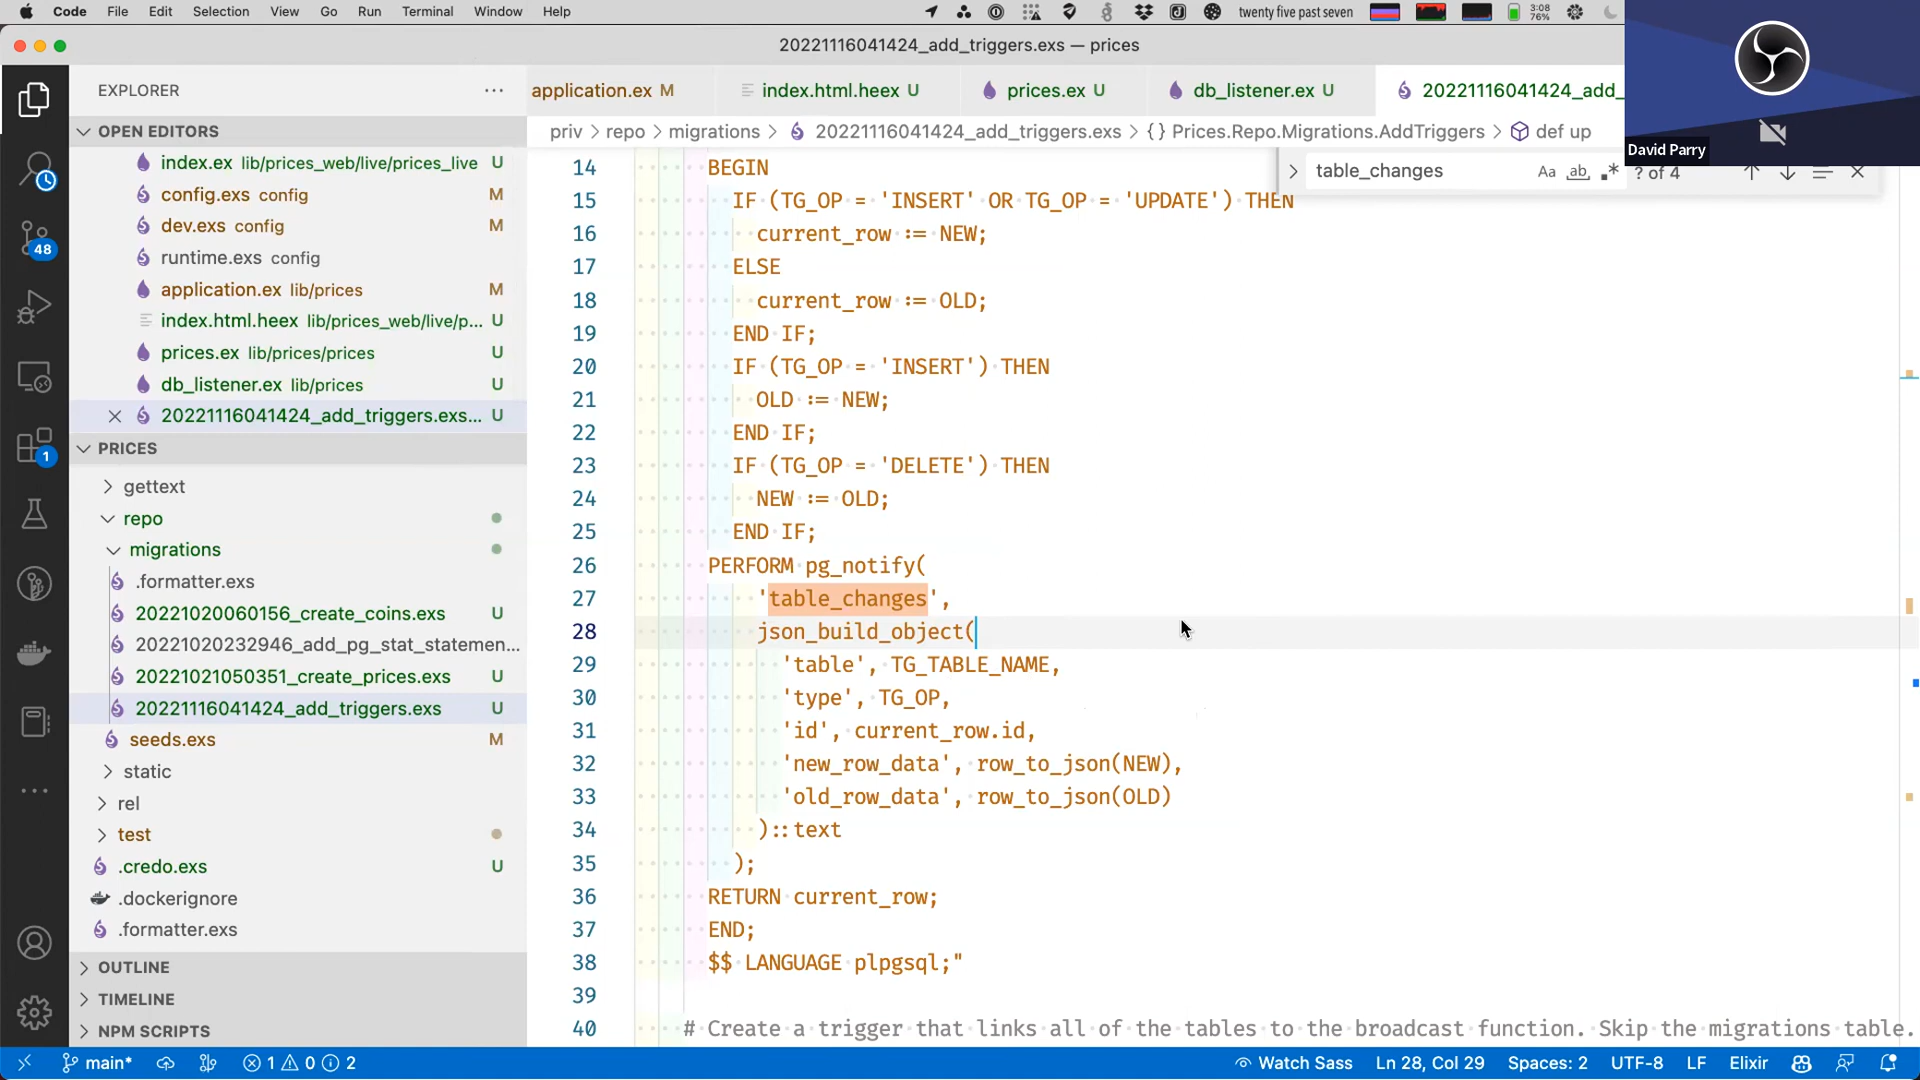 Code File Edit Selection View Go Run Terminal Window Help twenty five past seven 3:08 76%
20221116041424_add_triggers.exs — prices
EXPLORER
application.ex M index.html.heex U prices.ex U db_listener.ex U 20221116041424_add_
OPEN EDITORS
priv > repo > migrations > 20221116041424_add_triggers.exs > {} Prices.Repo.Migrations.AddTriggers > def up
David Parry
table_changes Aa ab .* ? of 4
index.ex lib/prices_web/live/prices_live U
config.exs config M
dev.exs config M
runtime.exs config
application.ex lib/prices M
index.html.heex lib/prices_web/live/p... U
prices.ex lib/prices/prices U
db_listener.ex lib/prices U
20221116041424_add_triggers.exs... U
PRICES
gettext
repo
migrations
.formatter.exs
20221020060156_create_coins.exs U
20221020232946_add_pg_stat_statemen...
20221021050351_create_prices.exs U
20221116041424_add_triggers.exs U
seeds.exs M
static
rel
test
.credo.exs U
.dockerignore
.formatter.exs
OUTLINE
TIMELINE
NPM SCRIPTS
48
1
14 BEGIN
15 IF (TG_OP = 'INSERT' OR TG_OP = 'UPDATE') THEN
16 current_row := NEW;
17 ELSE
18 current_row := OLD;
19 END IF;
20 IF (TG_OP = 'INSERT') THEN
21 OLD := NEW;
22 END IF;
23 IF (TG_OP = 'DELETE') THEN
24 NEW := OLD;
25 END IF;
26 PERFORM pg_notify(
27 'table_changes',
28 json_build_object(
29 'table', TG_TABLE_NAME,
30 'type', TG_OP,
31 'id', current_row.id,
32 'new_row_data', row_to_json(NEW),
33 'old_row_data', row_to_json(OLD)
34 )::text
35 );
36 RETURN current_row;
37 END;
38 $$ LANGUAGE plpgsql;"
39
40 # Create a trigger that links all of the tables to the broadcast function. Skip the migrations table.
main* 1 0 2 Watch Sass Ln 28, Col 29 Spaces: 2 UTF-8 LF Elixir